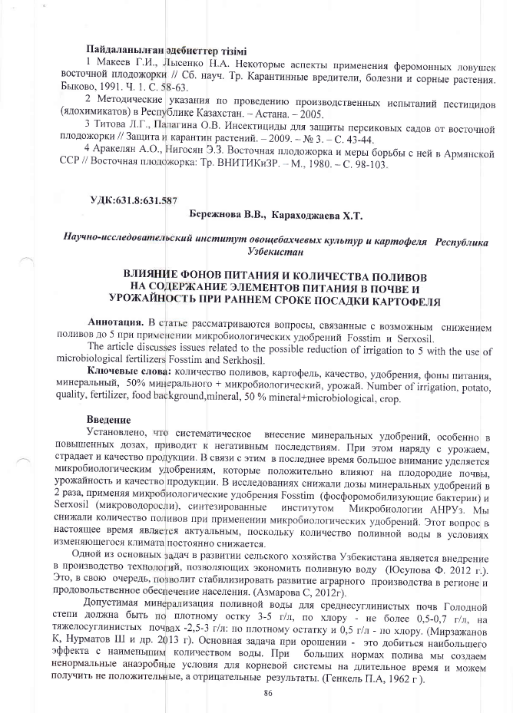 Пайдаланылған әдебиеттер тізімі
1 Макеев Г.И., Лысенко Н.А. Некоторые аспекты применения феромонных ловушек
восточной плодожорки // Сб. науч. Тр. Карантинные вредители, болезни и сорные растения.
Быково, 1991. Ч. 1. С. 58-63.
2 Методические указания по проведению производственных испытаний пестицидов
(ядохимикатов) в Республике Казахстан. – Астана. – 2005.
3 Титова Л.Г., Палагина О.В. Инсектициды для защиты персиковых садов от восточной
плодожорки // Защита и карантин растений. – 2009. – № 3. – С. 43-44.
4 Аракелян А.О., Нигосян Э.З. Восточная плодожорка и меры борьбы с ней в Армянской
ССР // Восточная плодожорка: Тр. ВНИТИКиЗР. – М., 1980. – С. 98-103.
УДК:631.8:631.587
Бережнова В.В., Караходжаева Х.Т.
Научно-исследовательский институт овощебахчевых культур и картофеля Республика
Узбекистан
ВЛИЯНИЕ ФОНОВ ПИТАНИЯ И КОЛИЧЕСТВА ПОЛИВОВ
НА СОДЕРЖАНИЕ ЭЛЕМЕНТОВ ПИТАНИЯ В ПОЧВЕ И
УРОЖАЙНОСТЬ ПРИ РАННЕМ СРОКЕ ПОСАДКИ КАРТОФЕЛЯ
Аннотация. В статье рассматриваются вопросы, связанные с возможным снижением
поливов до 5 при применении микробиологических удобрений Fosstim и Serxosil.
The article discusses issues related to the possible reduction of irrigation to 5 with the use of
microbiological fertilizers Fosstim and Serkhosil.
Ключевые слова: количество поливов, картофель, качество, удобрения, фоны питания,
минеральный, 50% минерального + микробиологический, урожай. Number of irrigation, potato,
quality, fertilizer, food background,mineral, 50 % mineral+microbiological, crop.
Введение
Установлено, что систематическое внесение минеральных удобрений, особенно в
повышенных дозах, приводит к негативным последствиям. При этом наряду с урожаем,
страдает и качество продукции. В связи с этим в последнее время большое внимание уделяется
микробиологическим удобрениям, которые положительно влияют на плодородие почвы,
урожайность и качество продукции. В исследованиях снижали дозы минеральных удобрений в
2 раза, применяя микробиологические удобрения Fosstim (фосфоромобилизующие бактерии) и
Serxosil (микроводоросли), синтезированные институтом Микробиологии АНРУз. Мы
снижали количество поливов при применении микробиологических удобрений. Этот вопрос в
настоящее время является актуальным, поскольку количество поливной воды в условиях
изменяющегося климата постоянно снижается.
Одной из основных задач в развитии сельского хозяйства Узбекистана является внедрение
в производство технологий, позволяющих экономить поливную воду (Юсупова Ф. 2012 г.).
Это, в свою очередь, позволит стабилизировать развитие аграрного производства в регионе и
продовольственное обеспечение населения. (Азмарова С, 2012г).
Допустимая минерализация поливной воды для среднесуглинистых почв Голодной
степи должна быть по плотному остку 3-5 г/л, по хлору - не более 0,5-0,7 г/л, на
тяжелосуглинистых почвах -2,5-3 г/л: по плотному остатку и 0,5 г/л - по хлору. (Мирзажанов
К, Нурматов Ш и др. 2013 г). Основная задача при орошении - это добиться наибольшего
эффекта с наименьшим количеством воды. При больших нормах полива мы создаем
ненормальные анаэробные условия для корневой системы на длительное время и можем
получить не положительные, а отрицательные результаты. (Генкель П.А, 1962 г ).
86